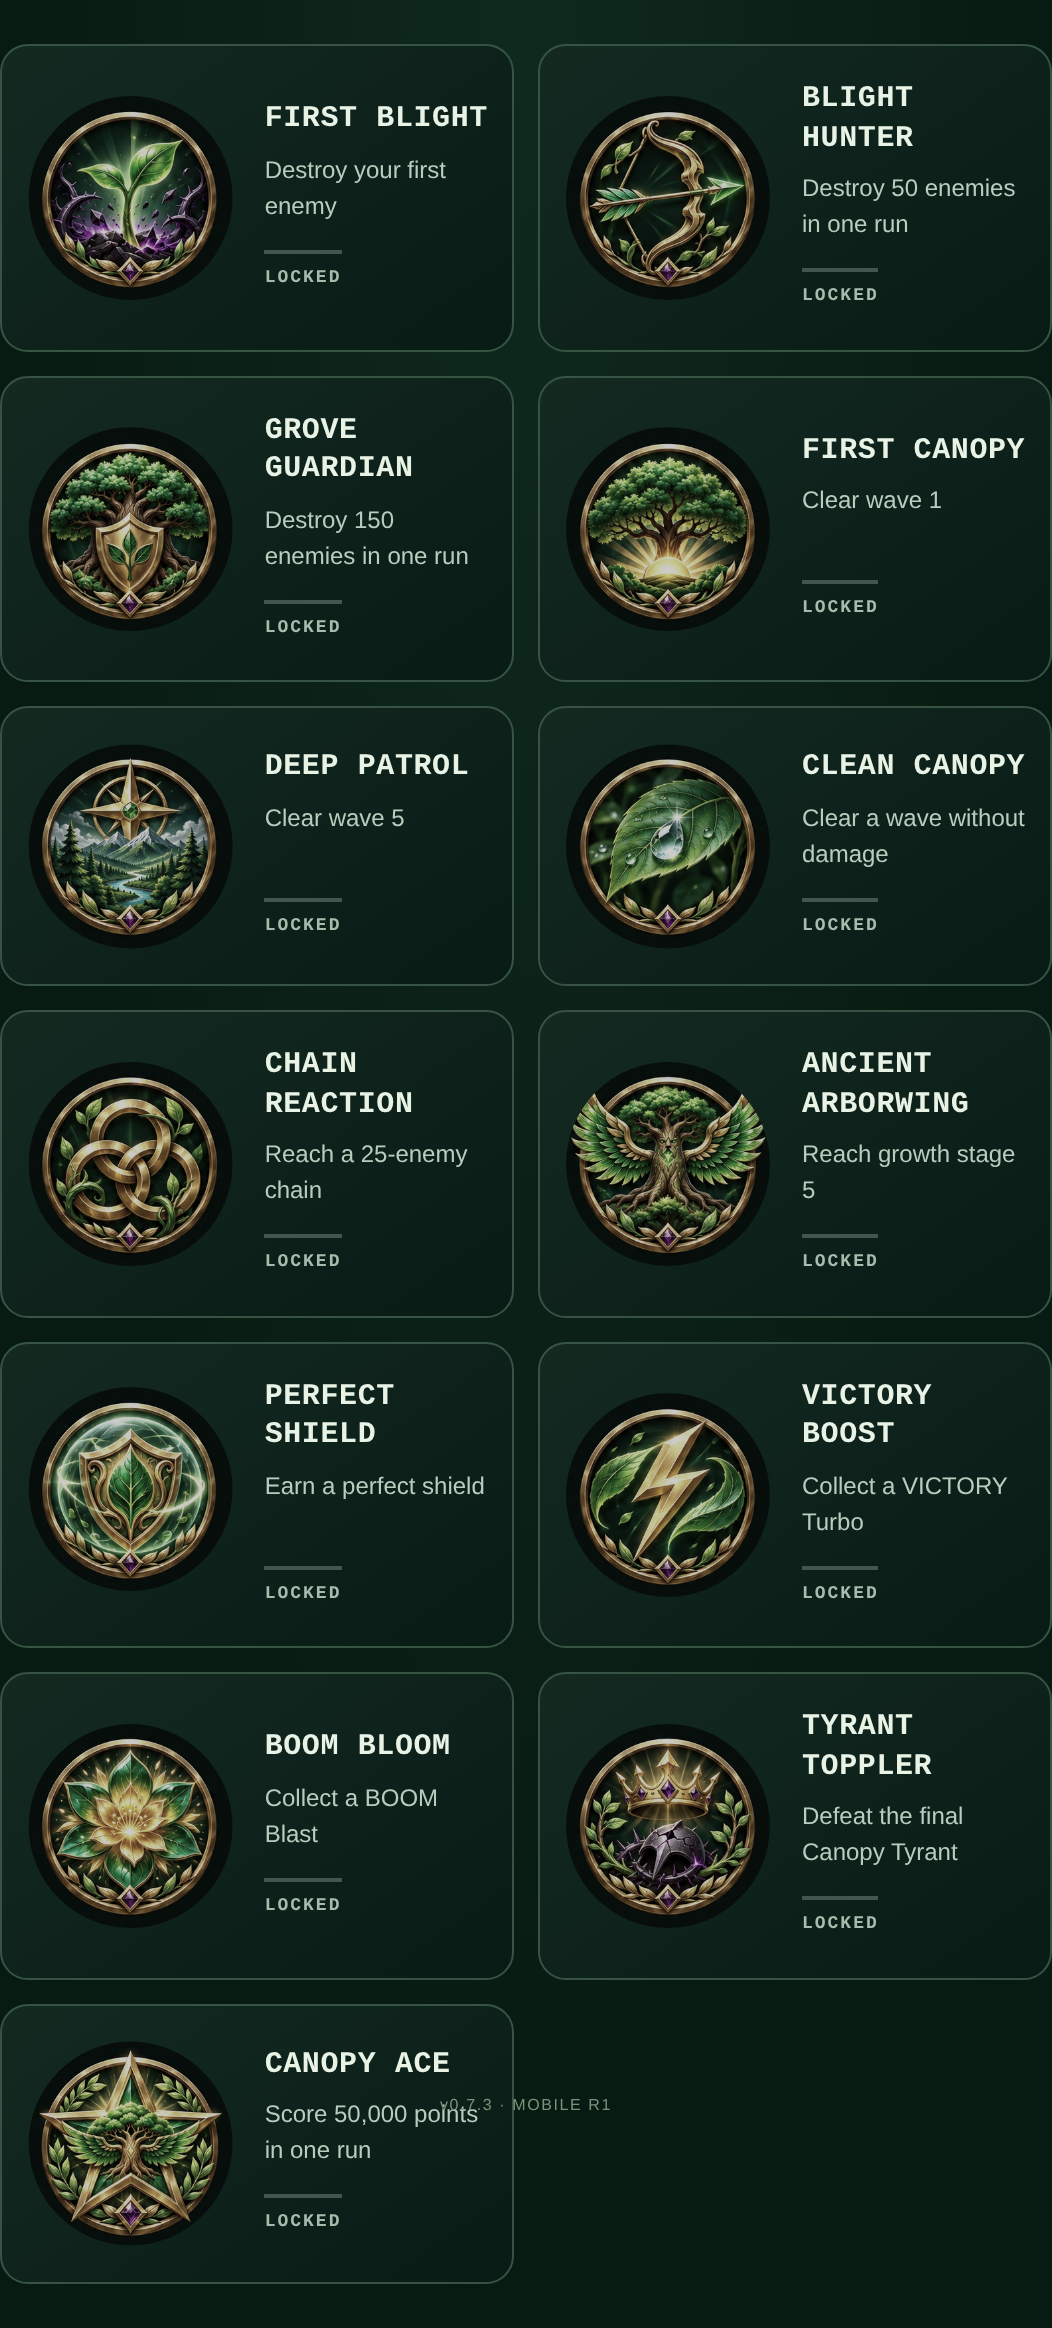 FIRST BLIGHT
Destroy your first
enemy
LOCKED
BLIGHT
HUNTER
Destroy 50 enemies
in one run
LOCKED
GROVE
GUARDIAN
Destroy 150
enemies in one run
LOCKED
FIRST CANOPY
Clear wave 1
LOCKED
DEEP PATROL
Clear wave 5
LOCKED
CLEAN CANOPY
Clear a wave without
damage
LOCKED
CHAIN
REACTION
Reach a 25-enemy
chain
LOCKED
ANCIENT
ARBORWING
Reach growth stage
5
LOCKED
PERFECT
SHIELD
Earn a perfect shield
LOCKED
VICTORY
BOOST
Collect a VICTORY
Turbo
LOCKED
BOOM BLOOM
Collect a BOOM
Blast
LOCKED
TYRANT
TOPPLER
Defeat the final
Canopy Tyrant
LOCKED
CANOPY ACE
Score 50,000 points
in one run
LOCKED
v0.7.3 · MOBILE R1